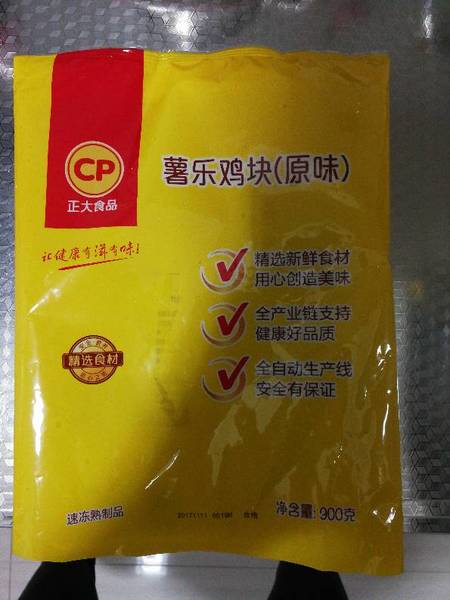 CP
正大食品
薯乐鸡块(原味)
让健康有滋有味!
精选新鲜食材
用心创造美味
全产业链支持
健康好品质
精选食材
全自动生产线
安全有保证
速冻熟制品
净含量:900克